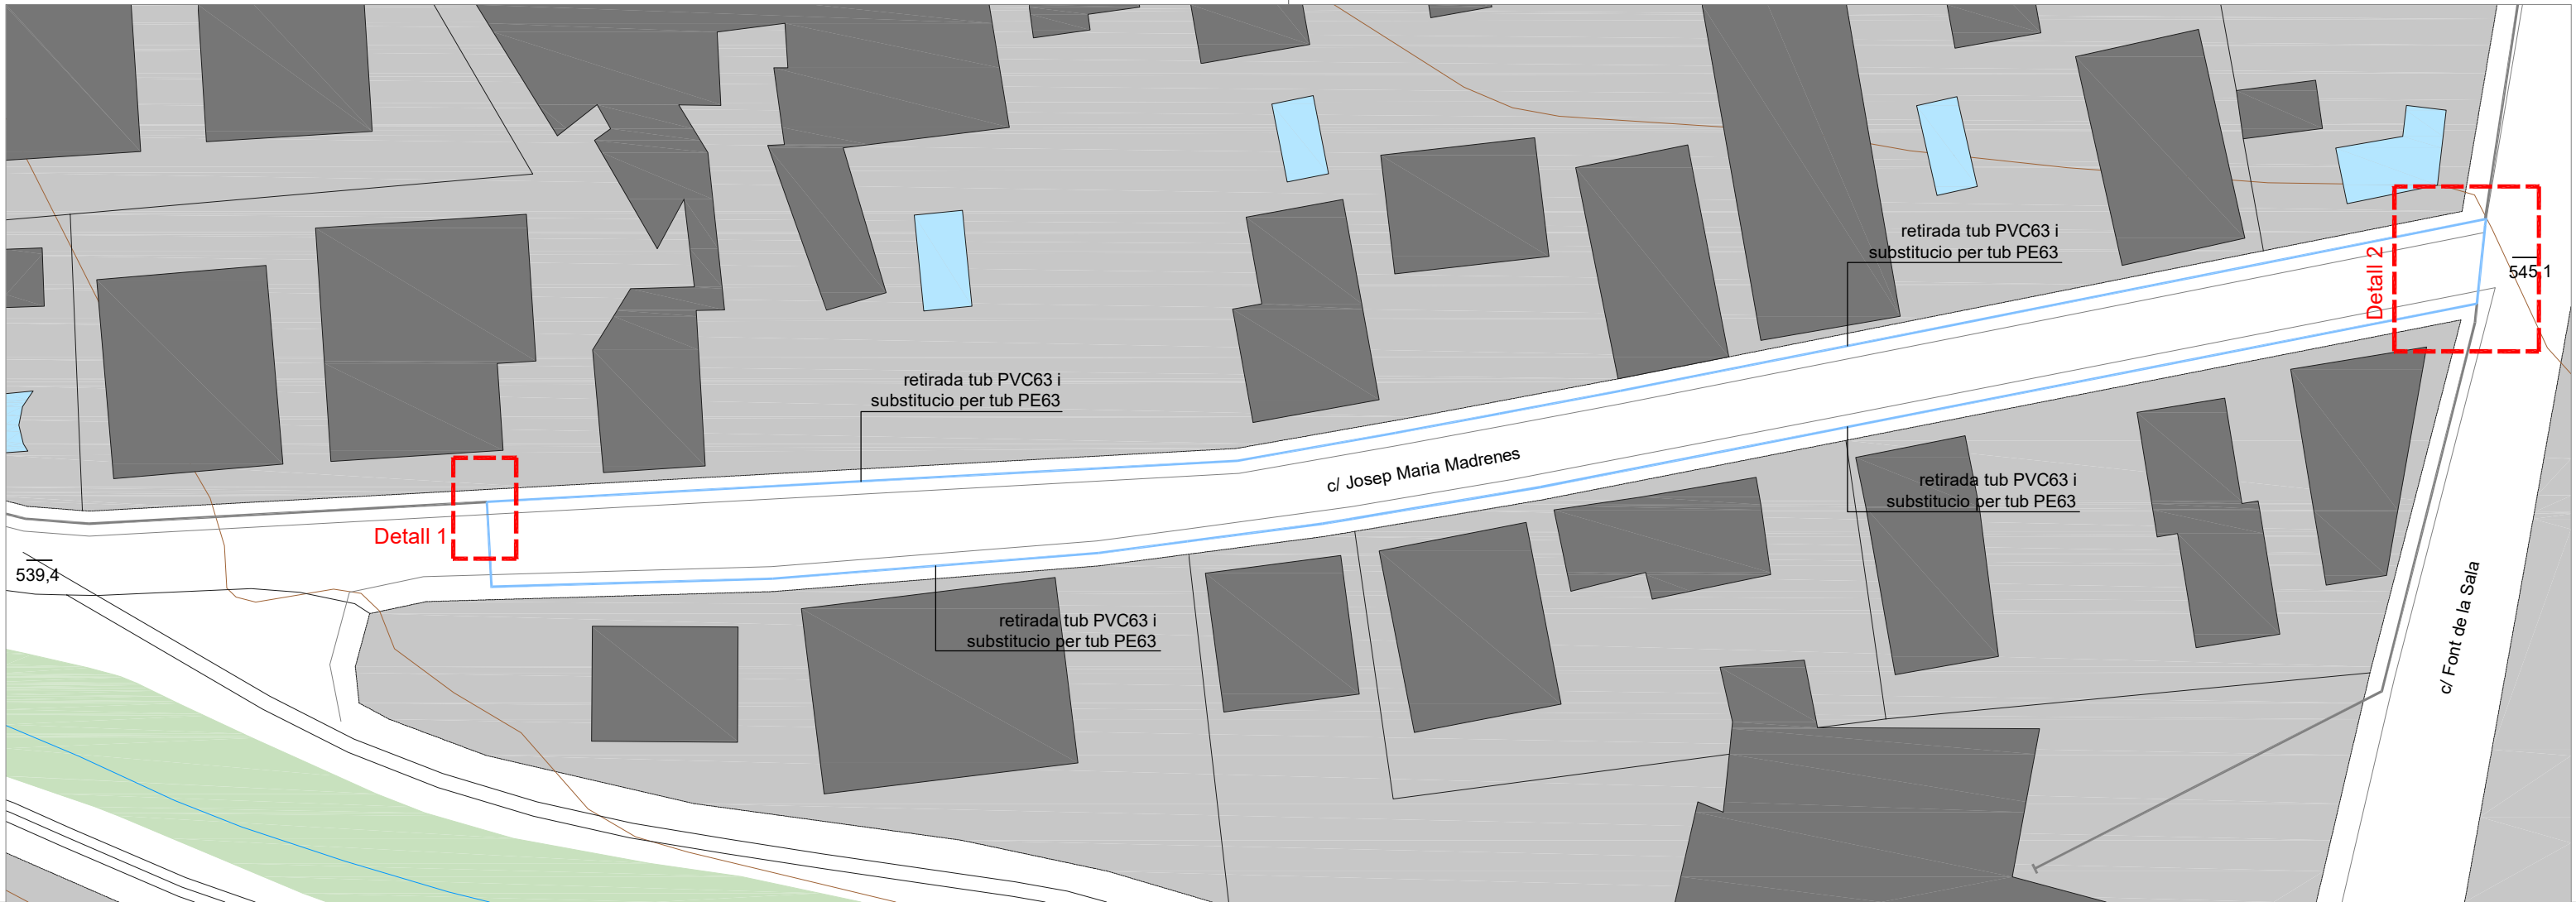 retirada tub PVC63 i
substitucio per tub PE63
545,1
Detall 2
retirada tub PVC63 i
substitucio per tub PE63
c/ Josep Maria Madrenes
retirada tub PVC63 i
substitucio per tub PE63
Detall 1
539,4
retirada tub PVC63 i
substitucio per tub PE63
c/ Font de la Sala